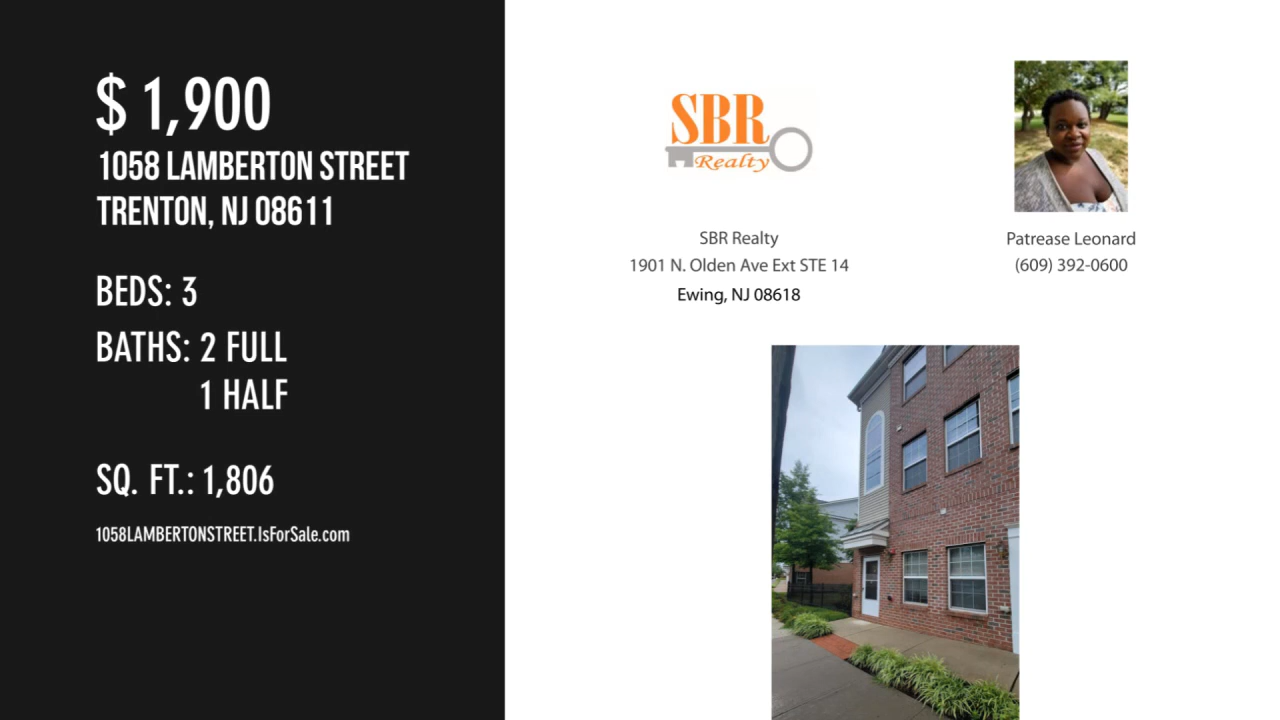 $ 1,900
1058 LAMBERTON STREET
TRENTON, NJ 08611
BEDS: 3
BATHS: 2 FULL
1 HALF
SQ. FT.: 1,806
1058LAMBERTONSTREET.IsForSale.com
SBR
Realty
SBR Realty
1901 N. Olden Ave Ext STE 14
Ewing, NJ 08618
Patrease Leonard
(609) 392-0600